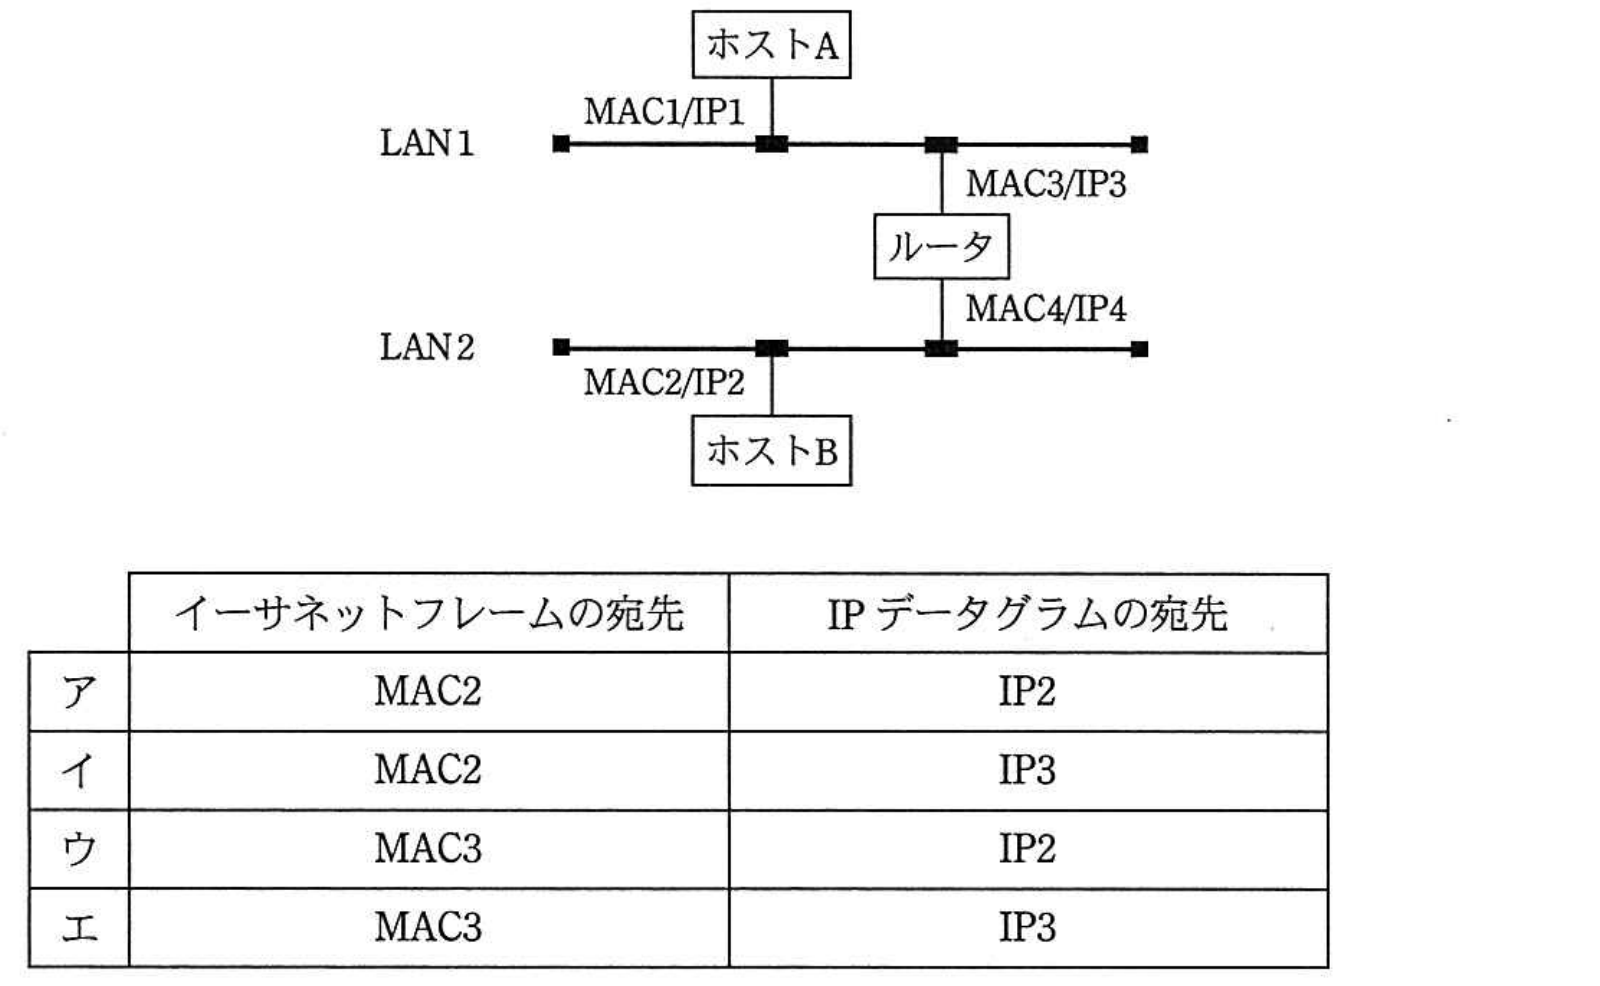 ホストA
MAC1/IP1
LAN1
MAC3/IP3
ルータ
MAC4/IP4
LAN2
MAC2/IP2
ホストB
イーサネットフレームの宛先 IPデータグラムの宛先
ア MAC2 IP2
イ MAC2 IP3
ウ MAC3 IP2
エ MAC3 IP3